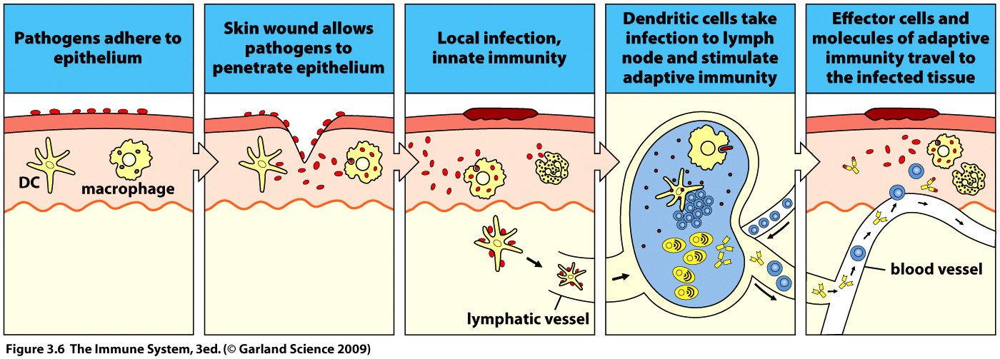 Pathogens adhere to
epithelium
Skin wound allows
pathogens to
penetrate epithelium
Local infection,
innate immunity
Dendritic cells take
infection to lymph
node and stimulate
adaptive immunity
Effector cells and
molecules of adaptive
immunity travel to
the infected tissue
DC
macrophage
lymphatic vessel
blood vessel
Figure 3.6 The Immune System, 3ed. (© Garland Science 2009)